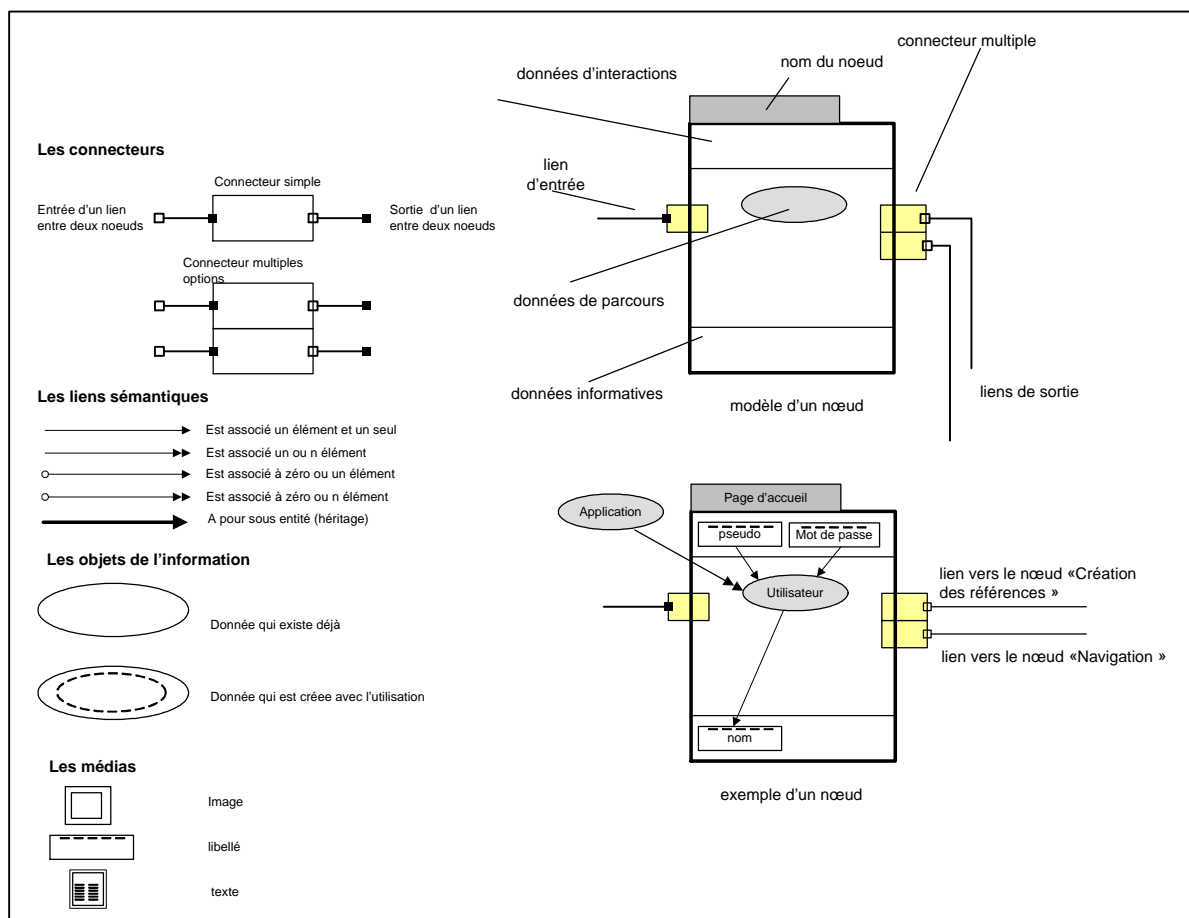 Les connecteurs
Connecteur simple
Entrée d'un lien
entre deux noeuds
Sortie d'un lien
entre deux noeuds
Connecteur multiples
options
Les liens sémantiques
Est associé un élément et un seul
Est associé un ou n élément
Est associé à zéro ou un élément
Est associé à zéro ou n élément
A pour sous entité (héritage)
Les objets de l'information
Donnée qui existe déjà
Donnée qui est créee avec l'utilisation
Les médias
Image
libellé
texte
connecteur multiple
nom du noeud
données d'interactions
lien
d'entrée
données de parcours
données informatives
modèle d'un nœud
liens de sortie
Page d'accueil
Application
pseudo
Mot de passe
Utilisateur
lien vers le nœud «Création
des références »
lien vers le nœud «Navigation »
nom
exemple d'un nœud